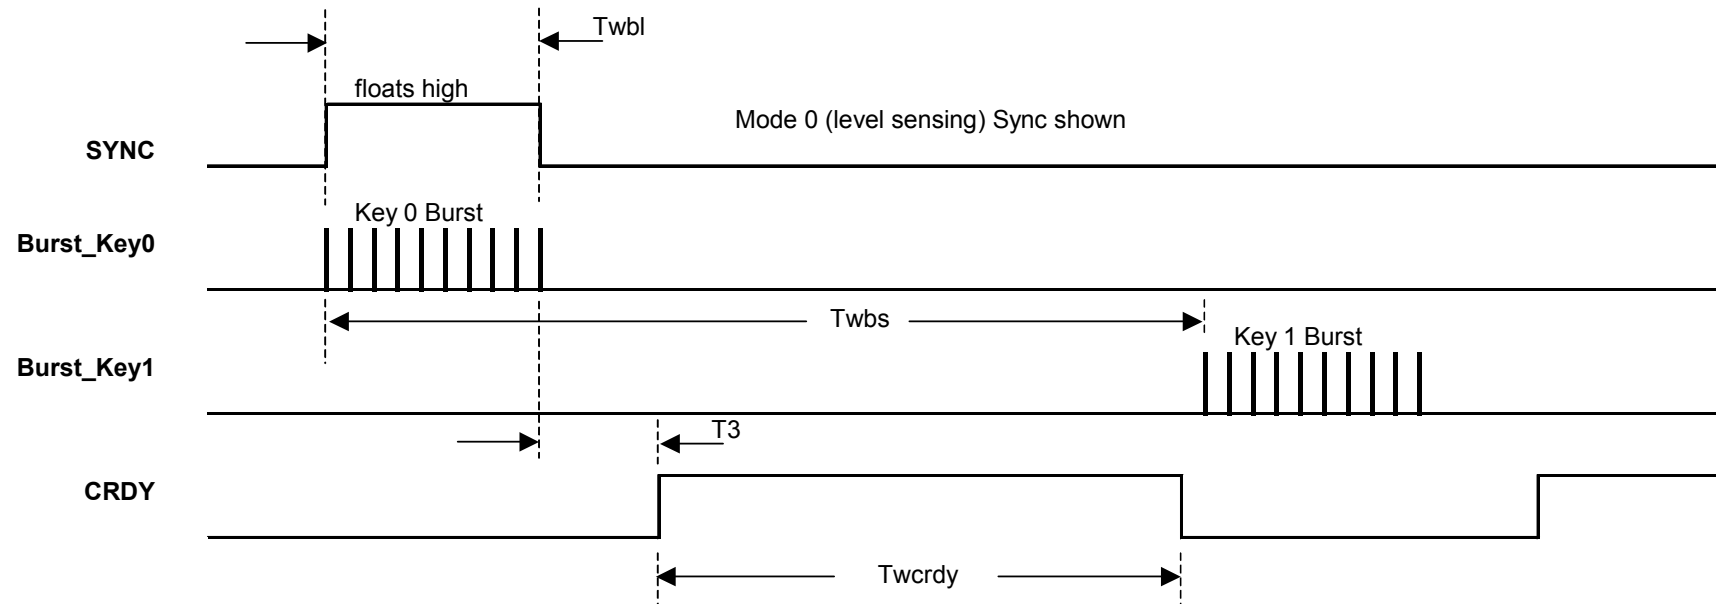 Twbl
floats high
Mode 0 (level sensing) Sync shown
SYNC
Key 0 Burst
Burst_Key0
Twbs
Key 1 Burst
Burst_Key1
T3
CRDY
Twcrdy